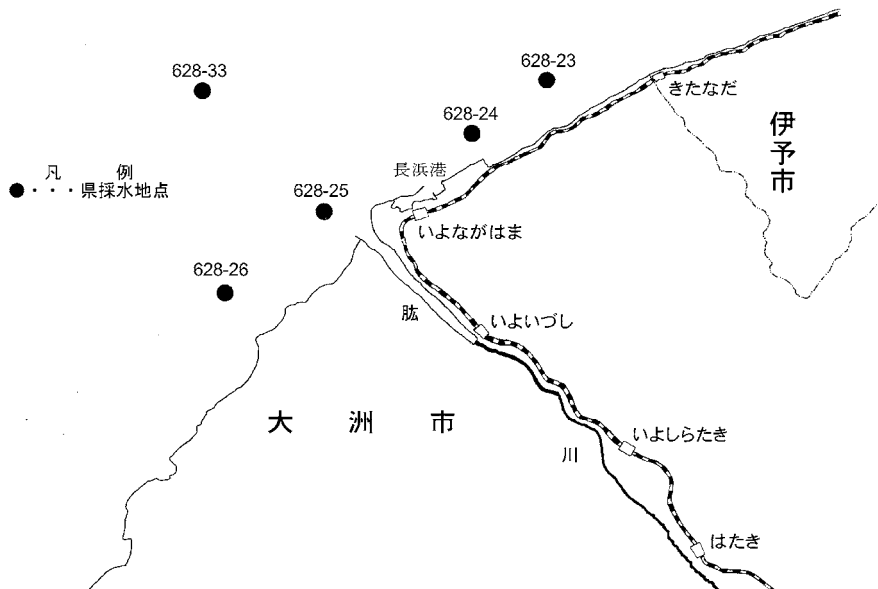 628-33
628-23
きたなだ
628-24
伊予市
凡 例
●・・・県採水地点
長浜港
628-25
いよながはま
628-26
肱
いよいづし
大 洲 市
いよしらたき
川
はたき